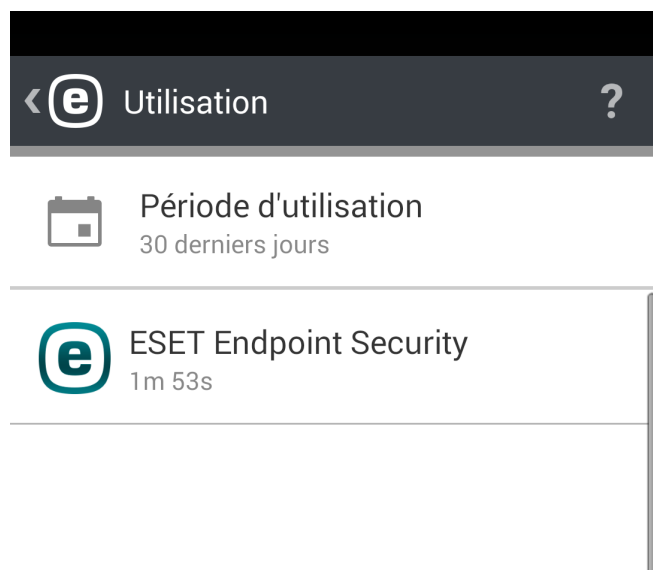 e Utilisation ?
Période d'utilisation
30 derniers jours
e
ESET Endpoint Security
1m 53s